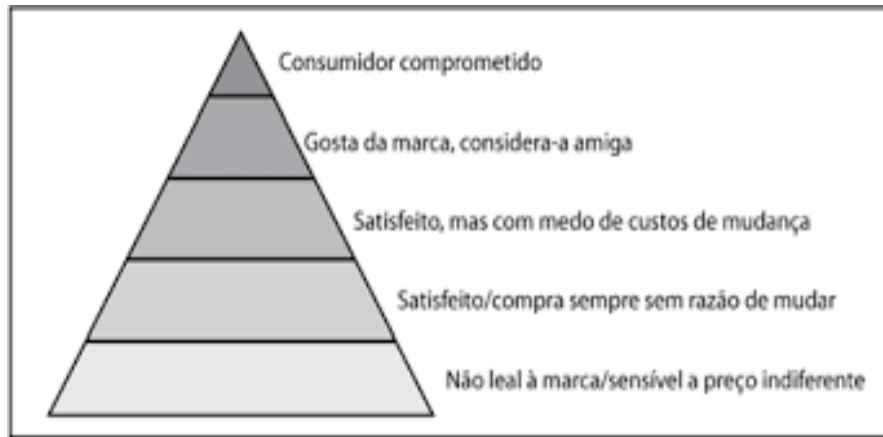 Consumidor comprometido
Gosta da marca, considera-a amiga
Satisfeito, mas com medo de custos de mudança
Satisfeito/compra sempre sem razão de mudar
Não leal à marca/sensível a preço indiferente